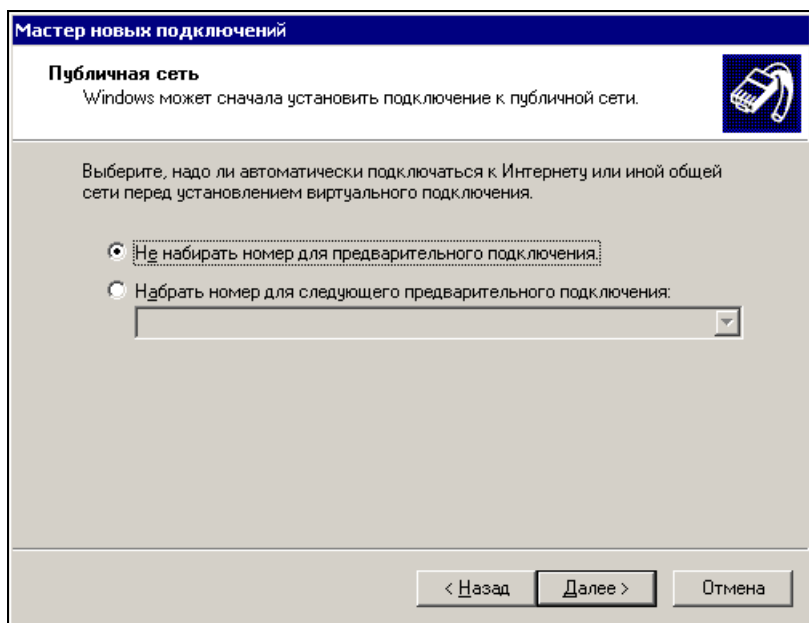 Мастер новых подключений
Публичная сеть
Windows может сначала установить подключение к публичной сети.
Выберите, надо ли автоматически подключаться к Интернету или иной общей
сети перед установлением виртуального подключения.
Не набирать номер для предварительного подключения.
Набрать номер для следующего предварительного подключения:
< Назад Далее > Отмена